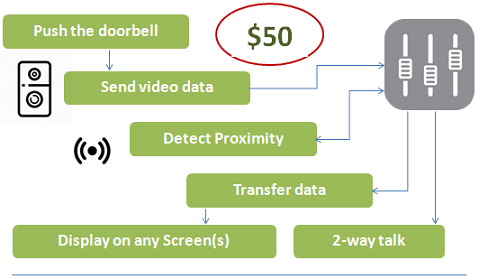 Push the doorbell
$50
Send video data
Detect Proximity
Transfer data
Display on any Screen(s)
2-way talk